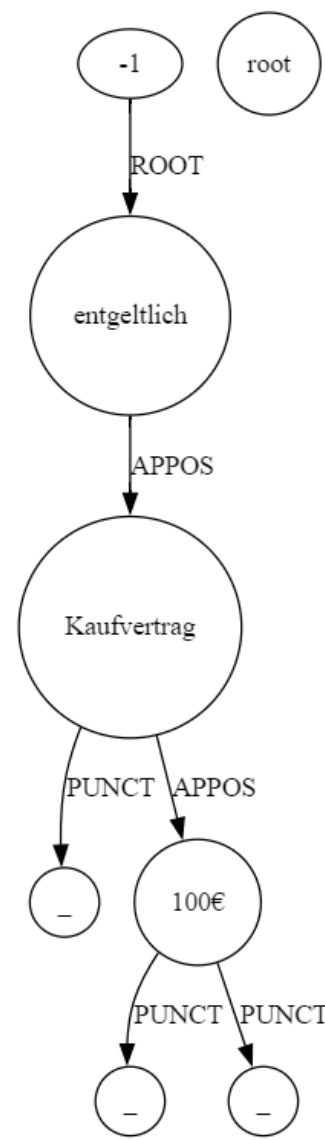 -1 root
ROOT
entgeltlich
APPOS
Kaufvertrag
PUNCT APPOS
_ 100€
PUNCT PUNCT
_ _